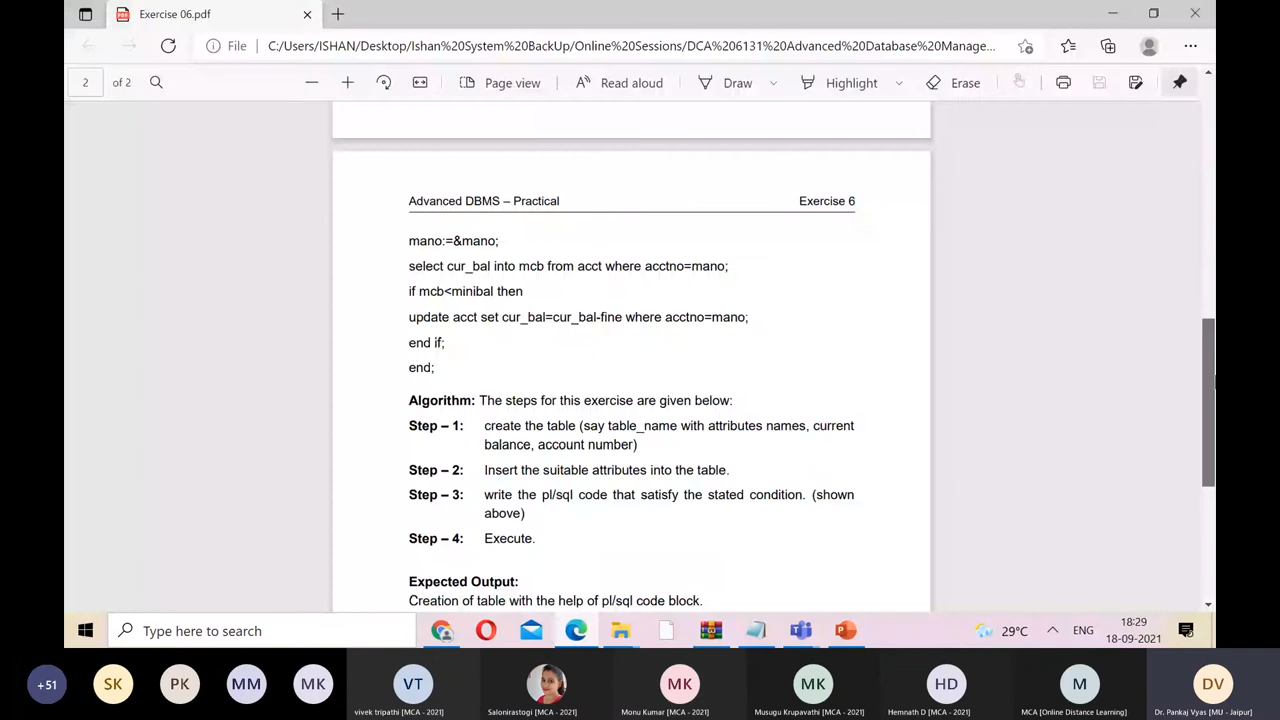 Exercise 06.pdf
File C:/Users/ISHAN/Desktop/Ishan%20System%20BackUp/Online%20Sessions/DCA%206131%20Advanced%20Database%20Manage...
2 of 2 Page view Read aloud Draw Highlight Erase
Advanced DBMS – Practical Exercise 6
mano:=&mano;
select cur_bal into mcb from acct where acctno=mano;
if mcb<minibal then
update acct set cur_bal=cur_bal-fine where acctno=mano;
end if;
end;
Algorithm: The steps for this exercise are given below:
Step – 1: create the table (say table_name with attributes names, current
balance, account number)
Step – 2: Insert the suitable attributes into the table.
Step – 3: write the pl/sql code that satisfy the stated condition. (shown
above)
Step – 4: Execute.
Expected Output:
Creation of table with the help of pl/sql code block.
Type here to search 29°C ENG 18:29
18-09-2021
+51 SK PK MM MK VT MK MK HD M DV
vivek tripathi [MCA - 2021] Salonirastogi [MCA - 2021] Monu Kumar [MCA - 2021] Musugu Krupavathi [MCA - 2021] Hemnath D [MCA - 2021] MCA [Online Distance Learning] Dr. Pankaj Vyas [MU - Jaipur]